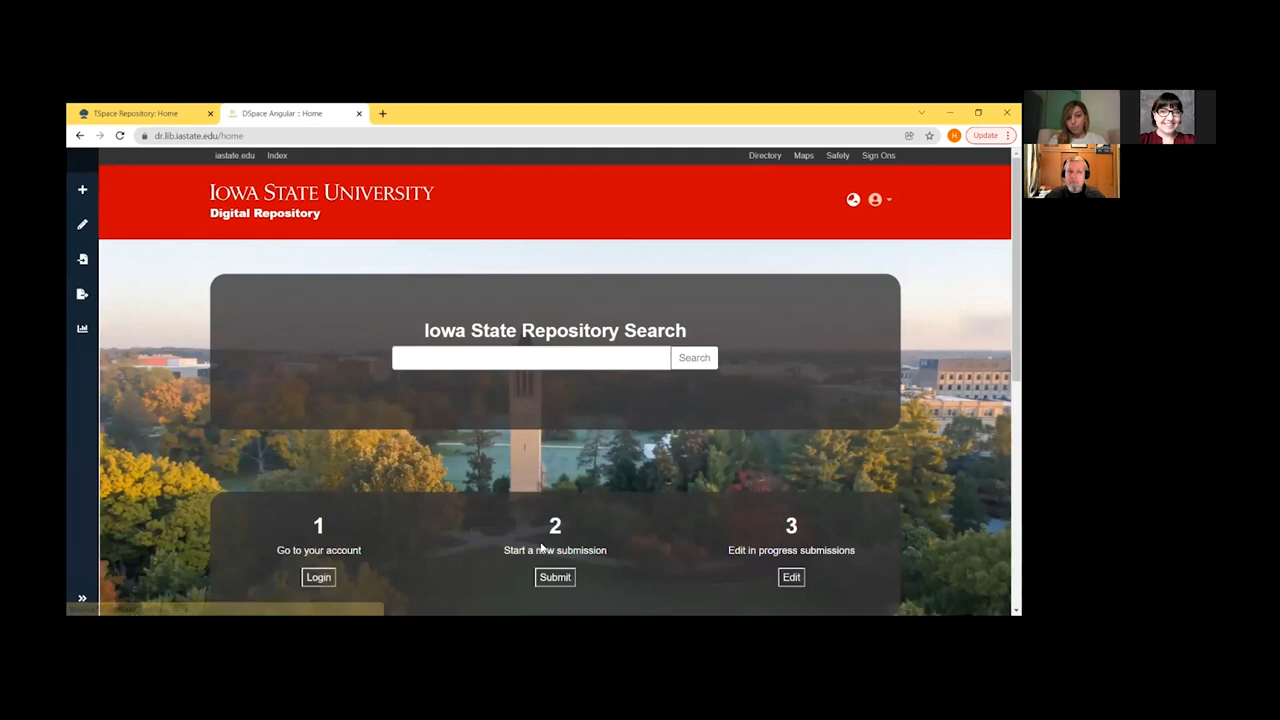 TSpace Repository: Home
DSpace Angular :: Home
dr.lib.iastate.edu/home
H
Update
iastate.edu Index
Directory Maps Safety Sign Ons
IOWA STATE UNIVERSITY
Digital Repository
Iowa State Repository Search
Search
1 2 3
Go to your account Start a new submission Edit in progress submissions
Login Submit Edit